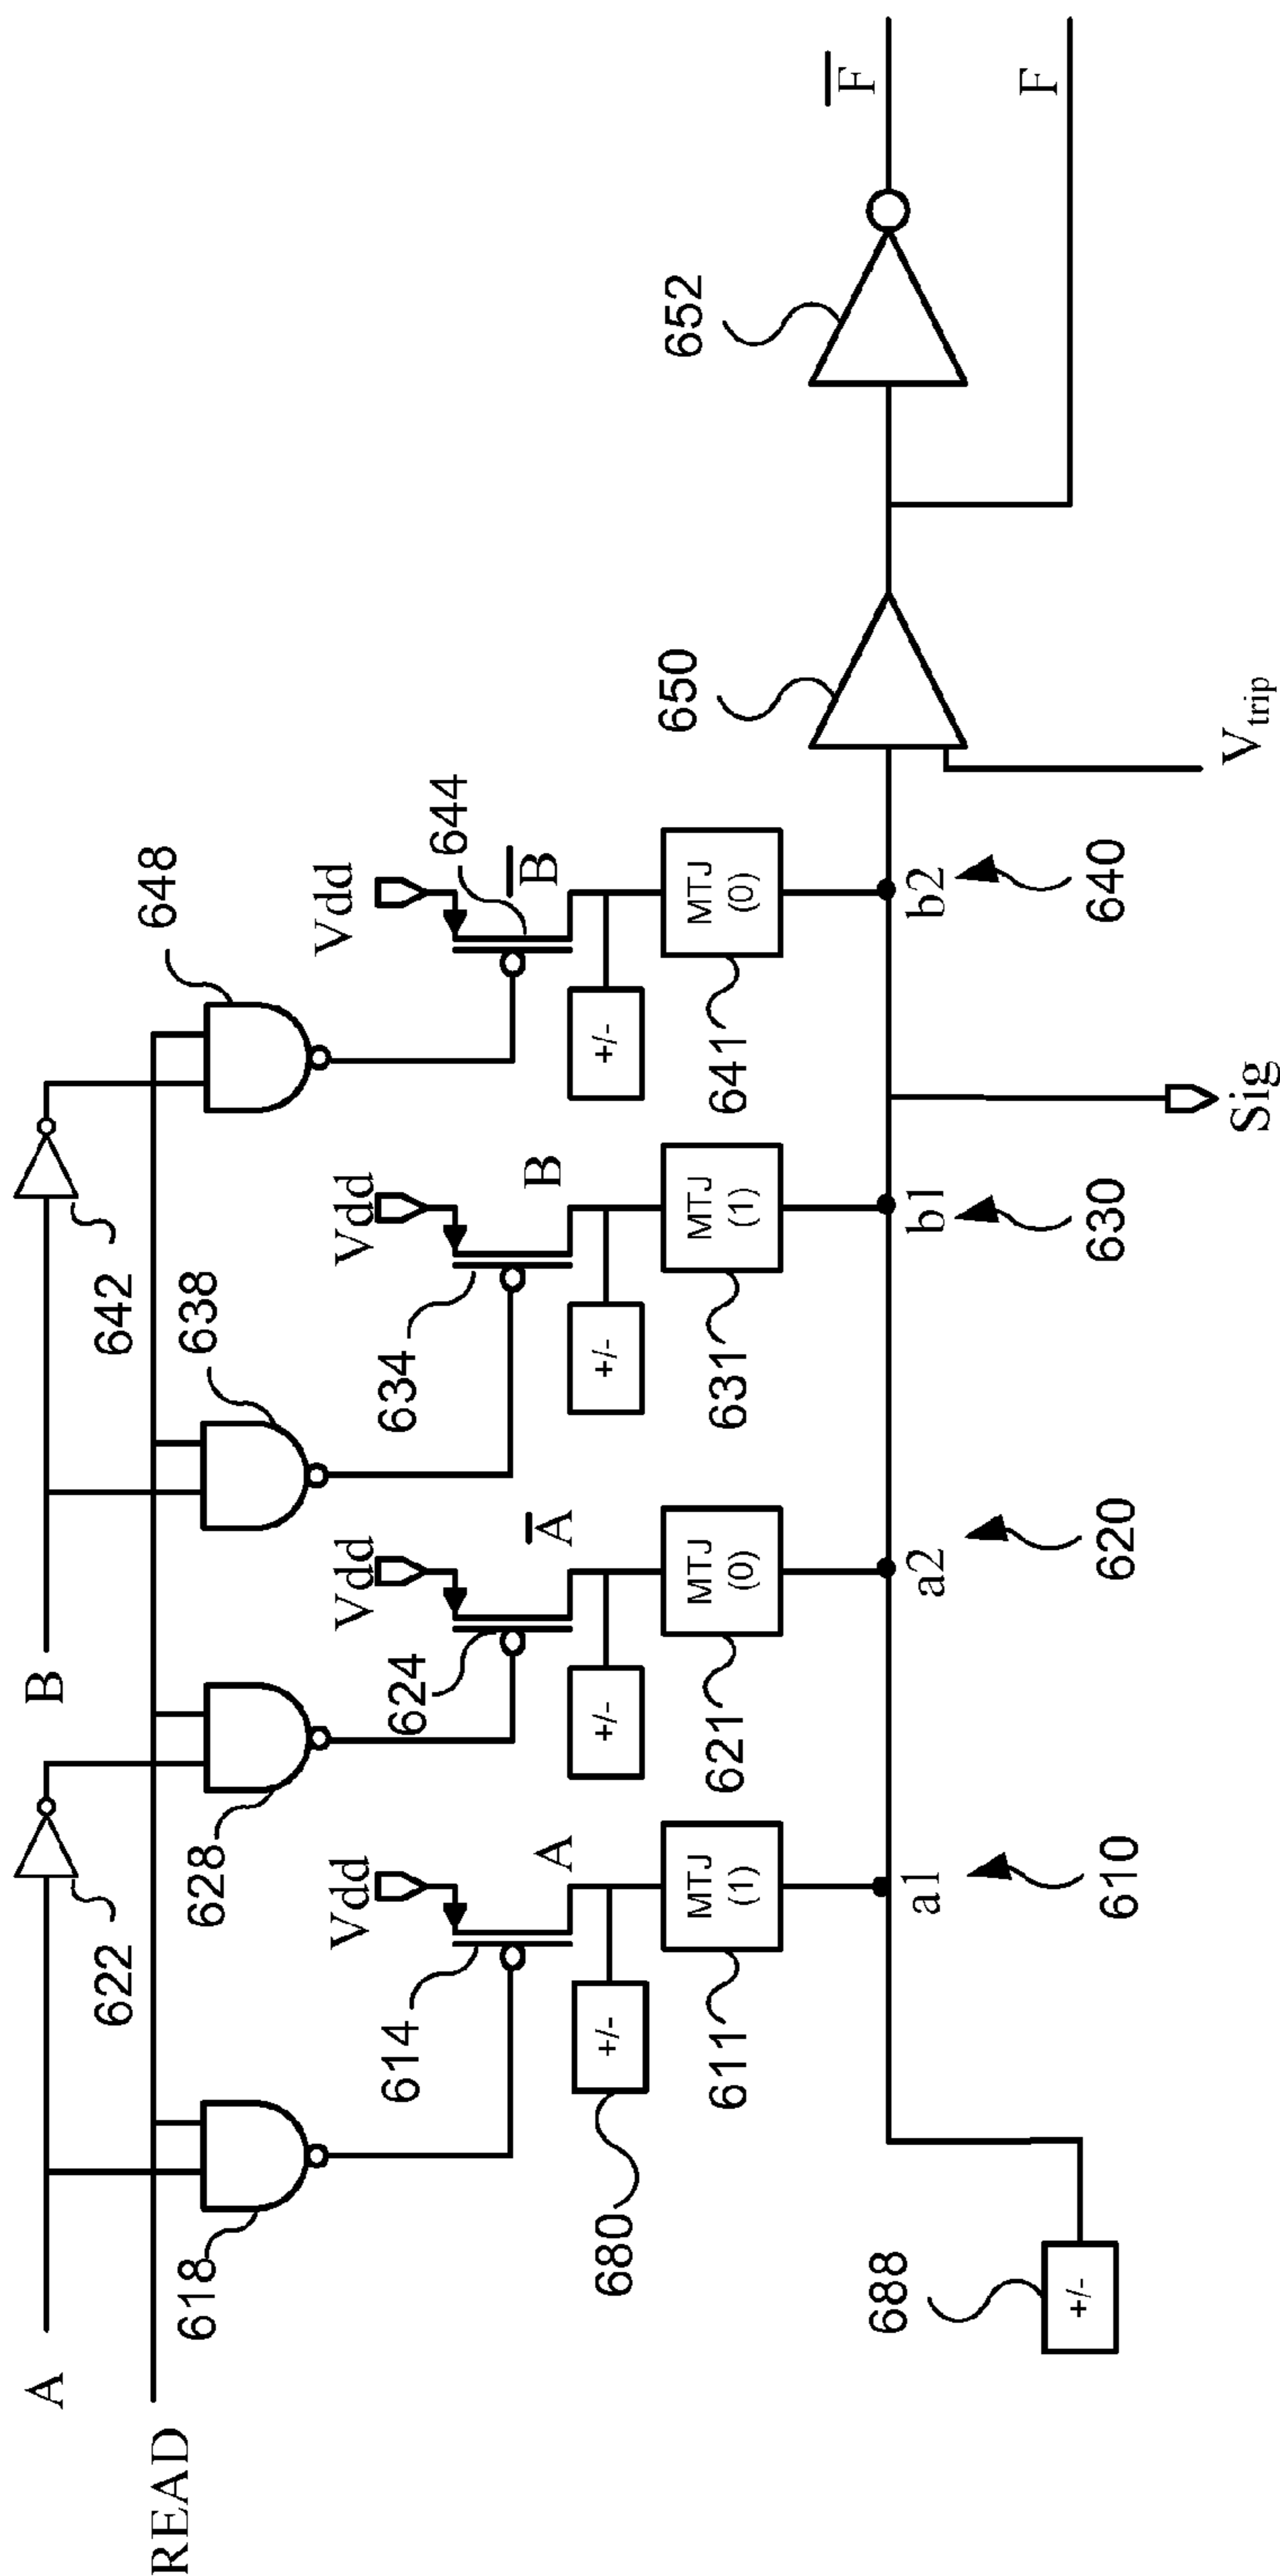 A
B
READ
618
622
628
638
642
648
Vdd
Vdd
Vdd
Vdd
614
A
624
A
634
B
644
B
680
+/-
+/-
+/-
+/-
MTJ
(1)
MTJ
(0)
MTJ
(1)
MTJ
(0)
611
621
631
641
650
652
F
F
688
+/-
a1
a2
b1
b2
610
620
630
640
Sig
Vtrip